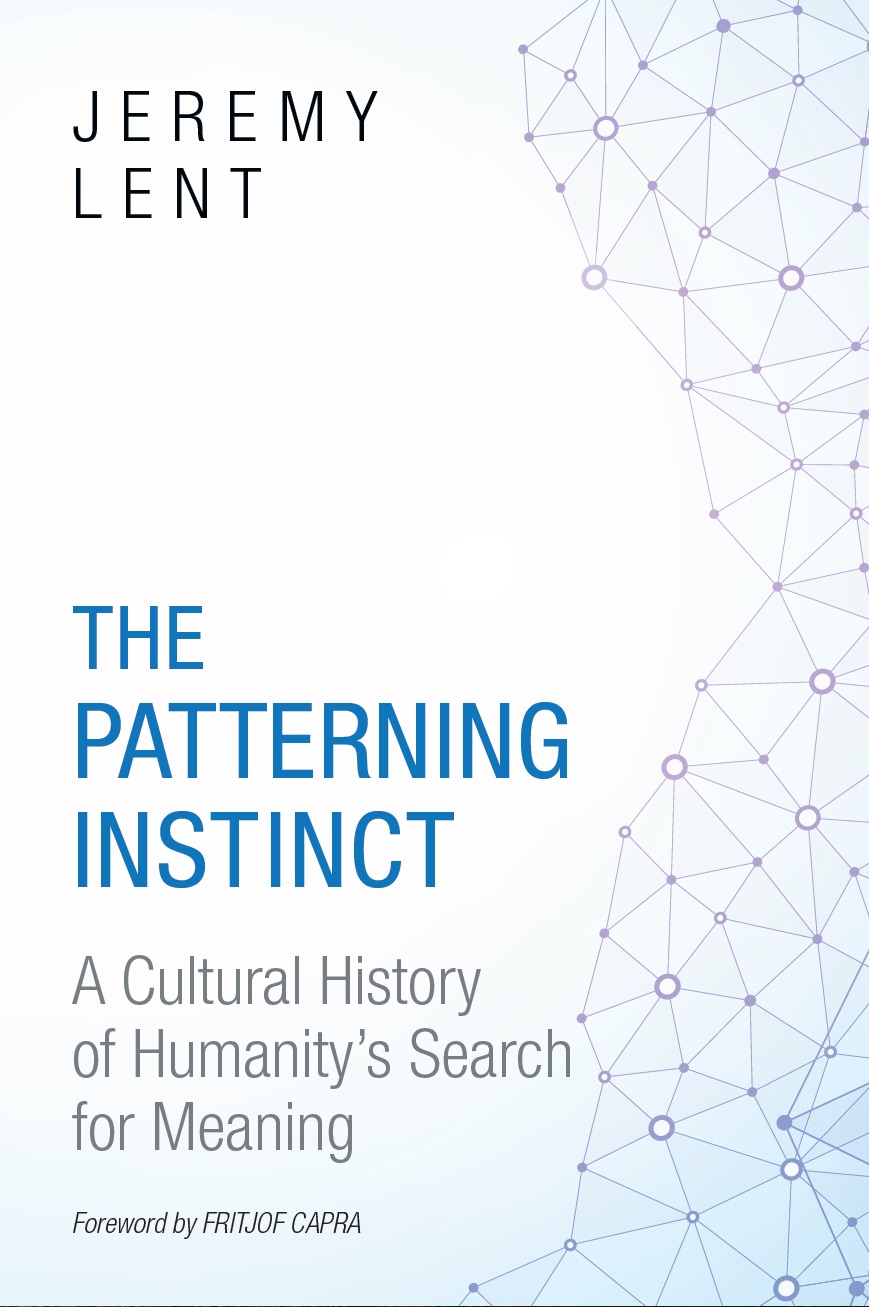 JEREMY
LENT
THE
PATTERNING
INSTINCT
A Cultural History
of Humanity’s Search
for Meaning
Foreword by FRITJOF CAPRA